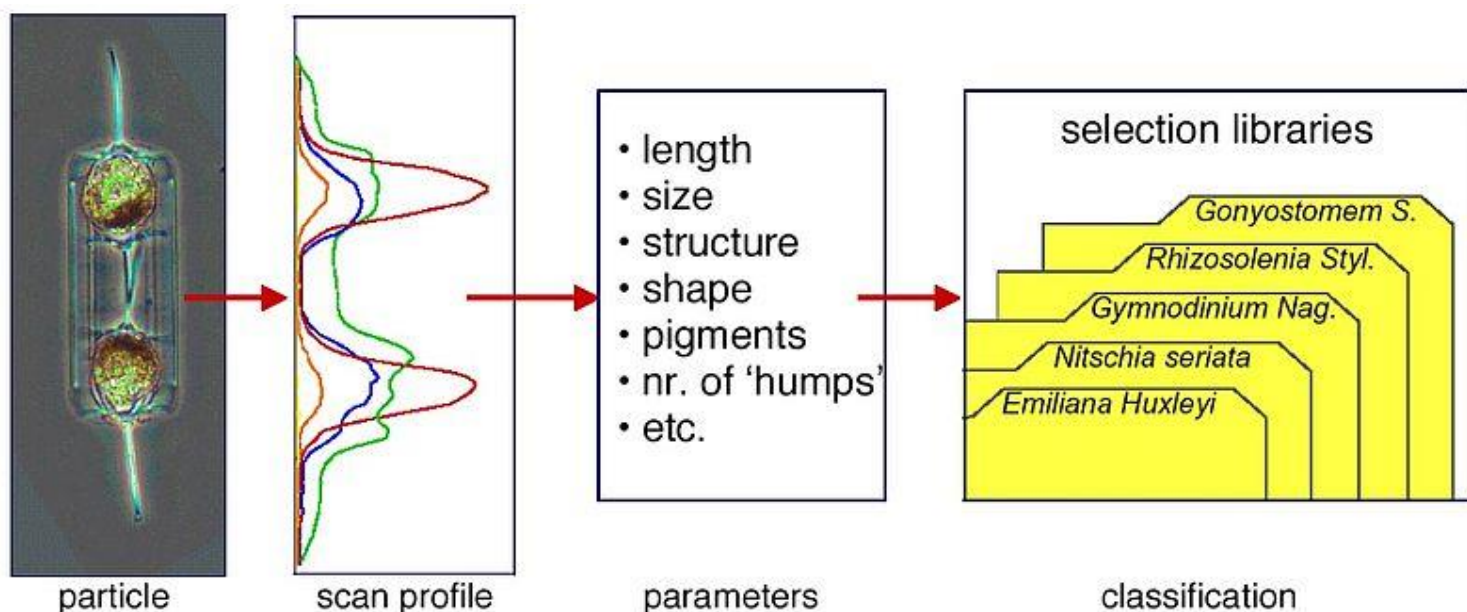 • length
• size
• structure
• shape
• pigments
• nr. of ‘humps’
• etc.
selection libraries
Gonyostomem S.
Rhizosolenia Styl.
Gymnodinium Nag.
Nitschia seriata
Emiliana Huxleyi
particle
scan profile
parameters
classification